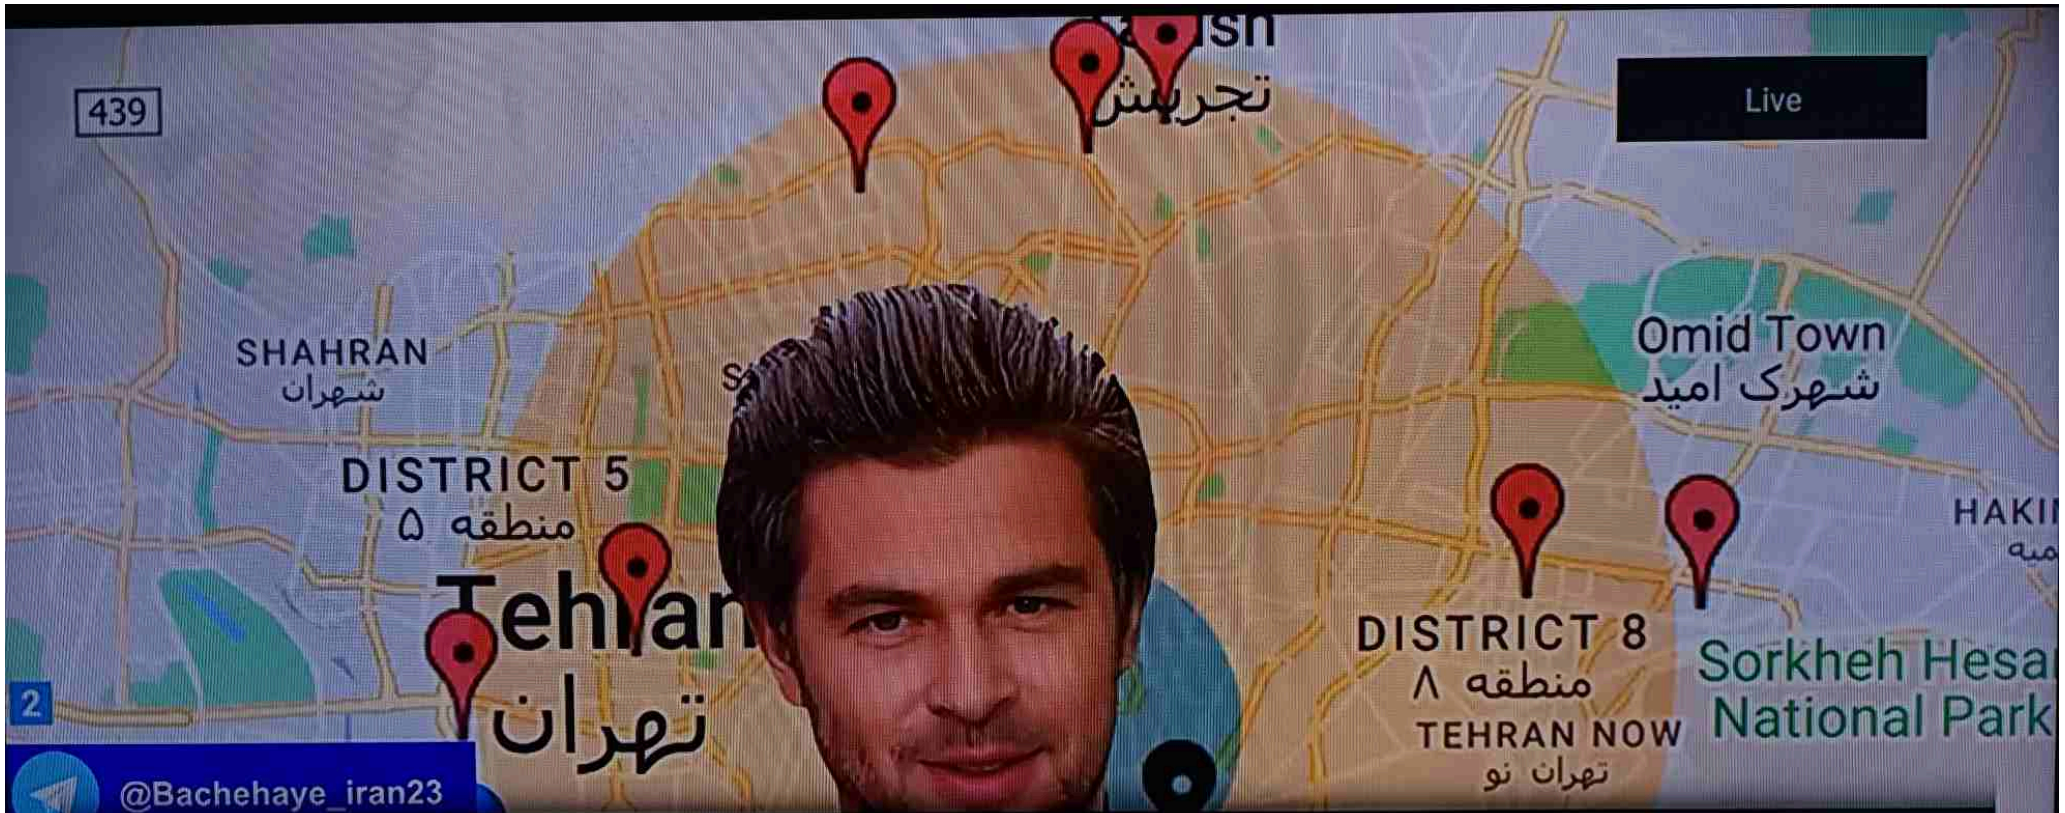 ish
تجریش
439
Live
SHAHRAN
شهران
Omid Town
شهرک امید
DISTRICT 5
منطقه ۵
Tehran
تهران
DISTRICT 8
منطقه ۸
TEHRAN NOW
تهران نو
Sorkheh Hesa
National Park
2
@Bachehaye_iran23